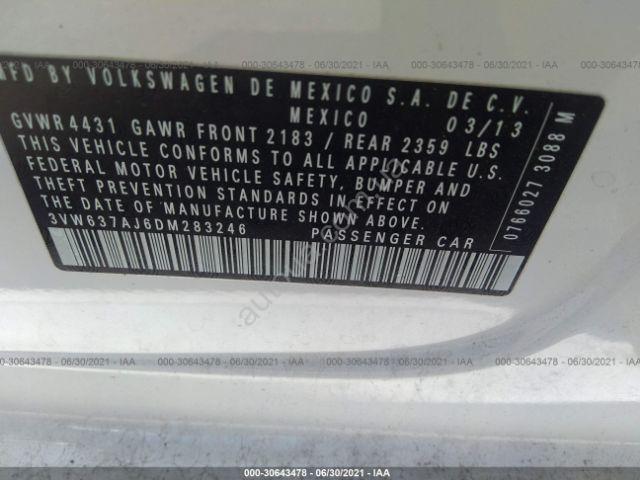 000-30643478 - 06/30/2021 - IAA
MFD BY VOLKSWAGEN DE MEXICO S.A. DE C.V.
MEXICO 03/13
GVWR 4431 GAWR FRONT 2183 / REAR 2359 LBS
THIS VEHICLE CONFORMS TO ALL APPLICABLE U.S.
FEDERAL MOTOR VEHICLE SAFETY, BUMPER AND
THEFT PREVENTION STANDARDS IN EFFECT ON
THE DATE OF MANUFACTURE SHOWN ABOVE
3VW637AJ6DM283246 PASSENGER CAR
0766027 3088 M
000-30643478 - 06/30/2021 - IAA
000-30643478 - 06/30/2021 - IAA